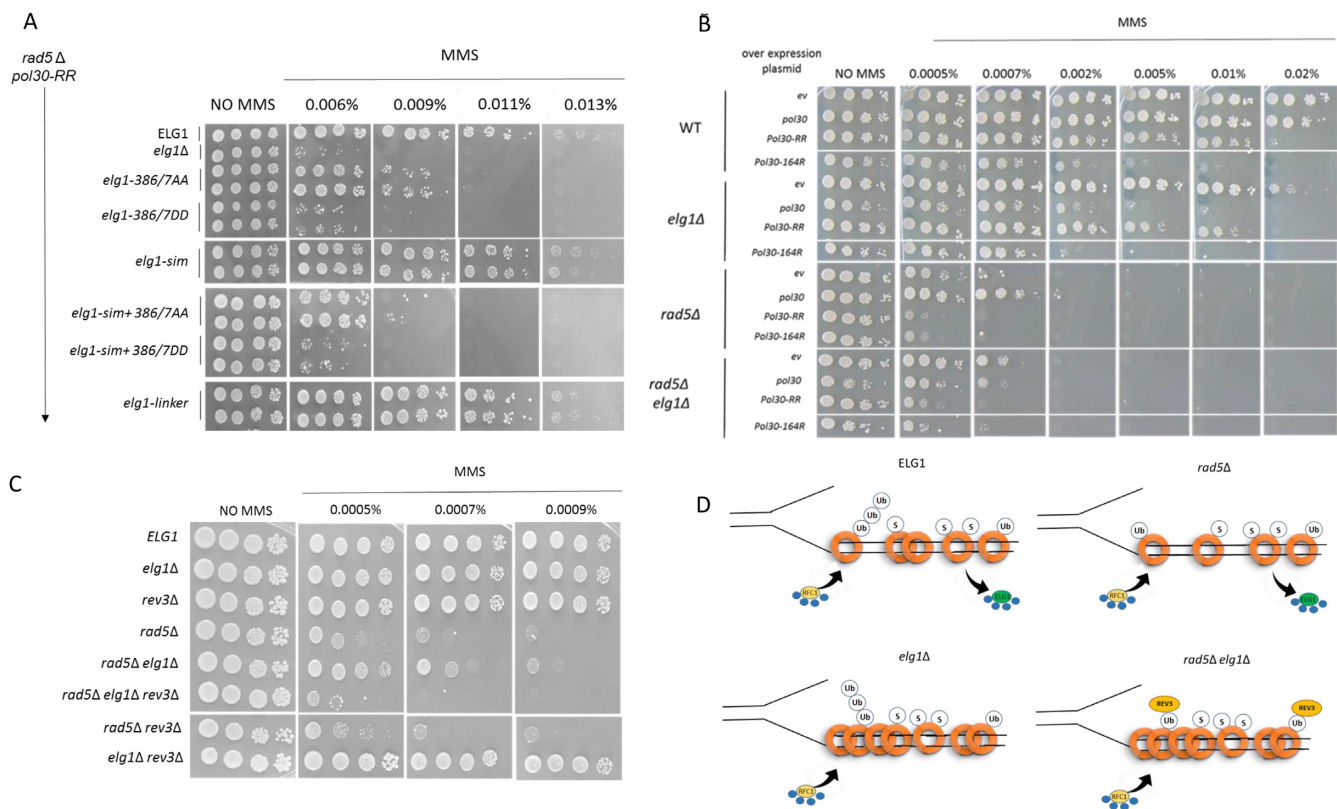 A
rad5 Δ
pol30-RR
MMS
NO MMS 0.006% 0.009% 0.011% 0.013%
ELG1
elg1Δ
elg1-386/7AA
elg1-386/7DD
elg1-sim
elg1-sim+ 386/7AA
elg1-sim+ 386/7DD
elg1-linker
B
MMS
over expression
plasmid
NO MMS 0.0005% 0.0007% 0.002% 0.005% 0.01% 0.02%
WT
ev
pol30
Pol30-RR
Pol30-164R
elg1Δ
ev
pol30
Pol30-RR
Pol30-164R
rad5Δ
ev
pol30
Pol30-RR
Pol30-164R
rad5Δ
elg1Δ
ev
pol30
Pol30-RR
Pol30-164R
C
MMS
NO MMS 0.0005% 0.0007% 0.0009%
ELG1
elg1Δ
rev3Δ
rad5Δ
rad5Δ elg1Δ
rad5Δ elg1Δ rev3Δ
rad5Δ rev3Δ
elg1Δ rev3Δ
D
ELG1
Ub
Ub
Ub S S S Ub
RFC1
ELG1
rad5Δ
Ub S S S Ub
RFC1
ELG1
elg1Δ
Ub
Ub
Ub S S S Ub
RFC1
rad5Δ elg1Δ
REV3 REV3
Ub S S S Ub
RFC1